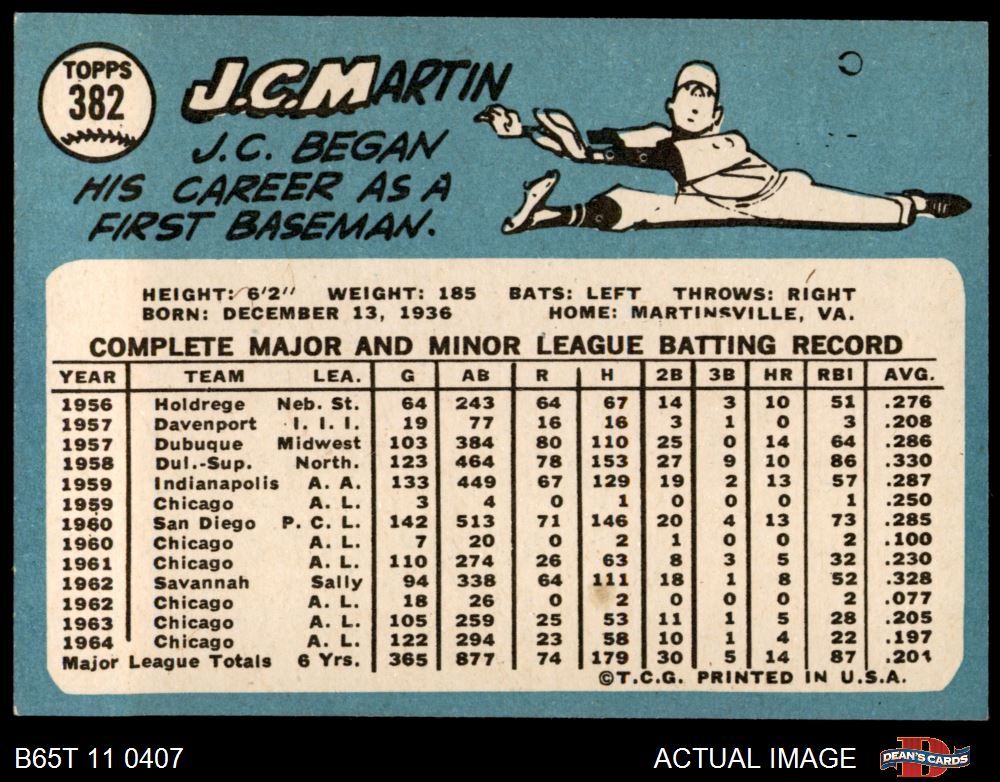 TOPPS
382
J.C.MARTIN
J.C. BEGAN
HIS CAREER AS A
FIRST BASEMAN.
HEIGHT: 6'2" WEIGHT: 185 BATS: LEFT THROWS: RIGHT
BORN: DECEMBER 13, 1936 HOME: MARTINSVILLE, VA.
COMPLETE MAJOR AND MINOR LEAGUE BATTING RECORD
YEAR TEAM LEA. G AB R H 2B 3B HR RBI AVG.
1956 Holdrege Neb. St. 64 243 64 67 14 3 10 51 .276
1957 Davenport I. I. I. 19 77 16 16 3 1 0 3 .208
1957 Dubuque Midwest 103 384 80 110 25 0 14 64 .286
1958 Dul.-Sup. North. 123 464 78 153 27 9 10 86 .330
1959 Indianapolis A. A. 133 449 67 129 19 2 13 57 .287
1959 Chicago A. L. 3 4 0 1 0 0 0 1 .250
1960 San Diego P. C. L. 142 513 71 146 20 4 13 73 .285
1960 Chicago A. L. 7 20 0 2 1 0 0 2 .100
1961 Chicago A. L. 110 274 26 63 8 3 5 32 .230
1962 Savannah Sally 94 338 64 111 18 1 8 52 .328
1962 Chicago A. L. 18 26 0 2 0 0 0 2 .077
1963 Chicago A. L. 105 259 25 53 11 1 5 28 .205
1964 Chicago A. L. 122 294 23 58 10 1 4 22 .197
Major League Totals 6 Yrs. 365 877 74 179 30 5 14 87 .201
©T.C.G. PRINTED IN U.S.A.
B65T 11 0407 ACTUAL IMAGE DEAN'S CARDS